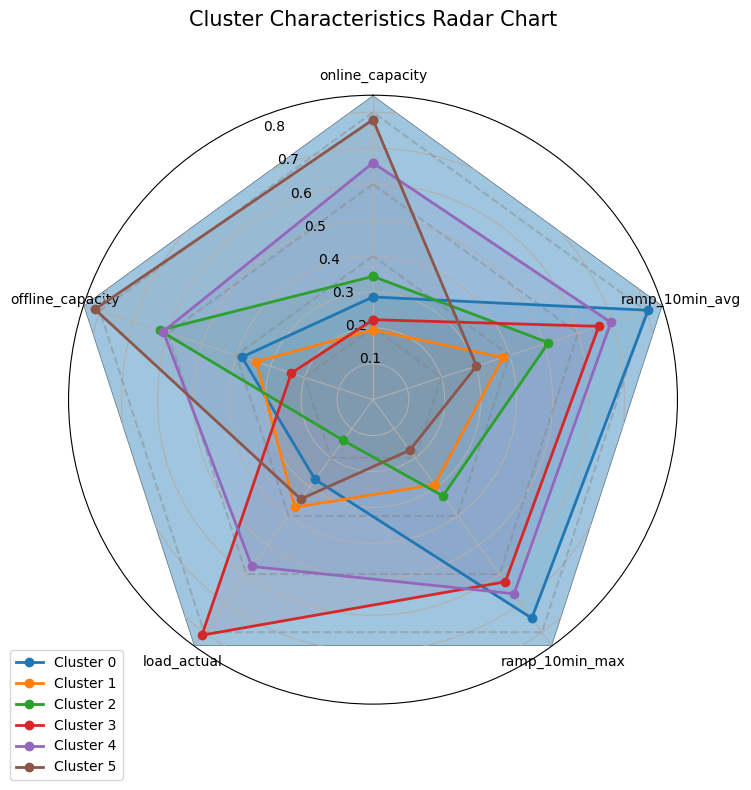 Cluster Characteristics Radar Chart
online_capacity
0.8
0.7
0.6
0.5
0.4
offline_capacity
ramp_10min_avg
0.3
0.2
0.1
load_actual
ramp_10min_max
Cluster 0
Cluster 1
Cluster 2
Cluster 3
Cluster 4
Cluster 5